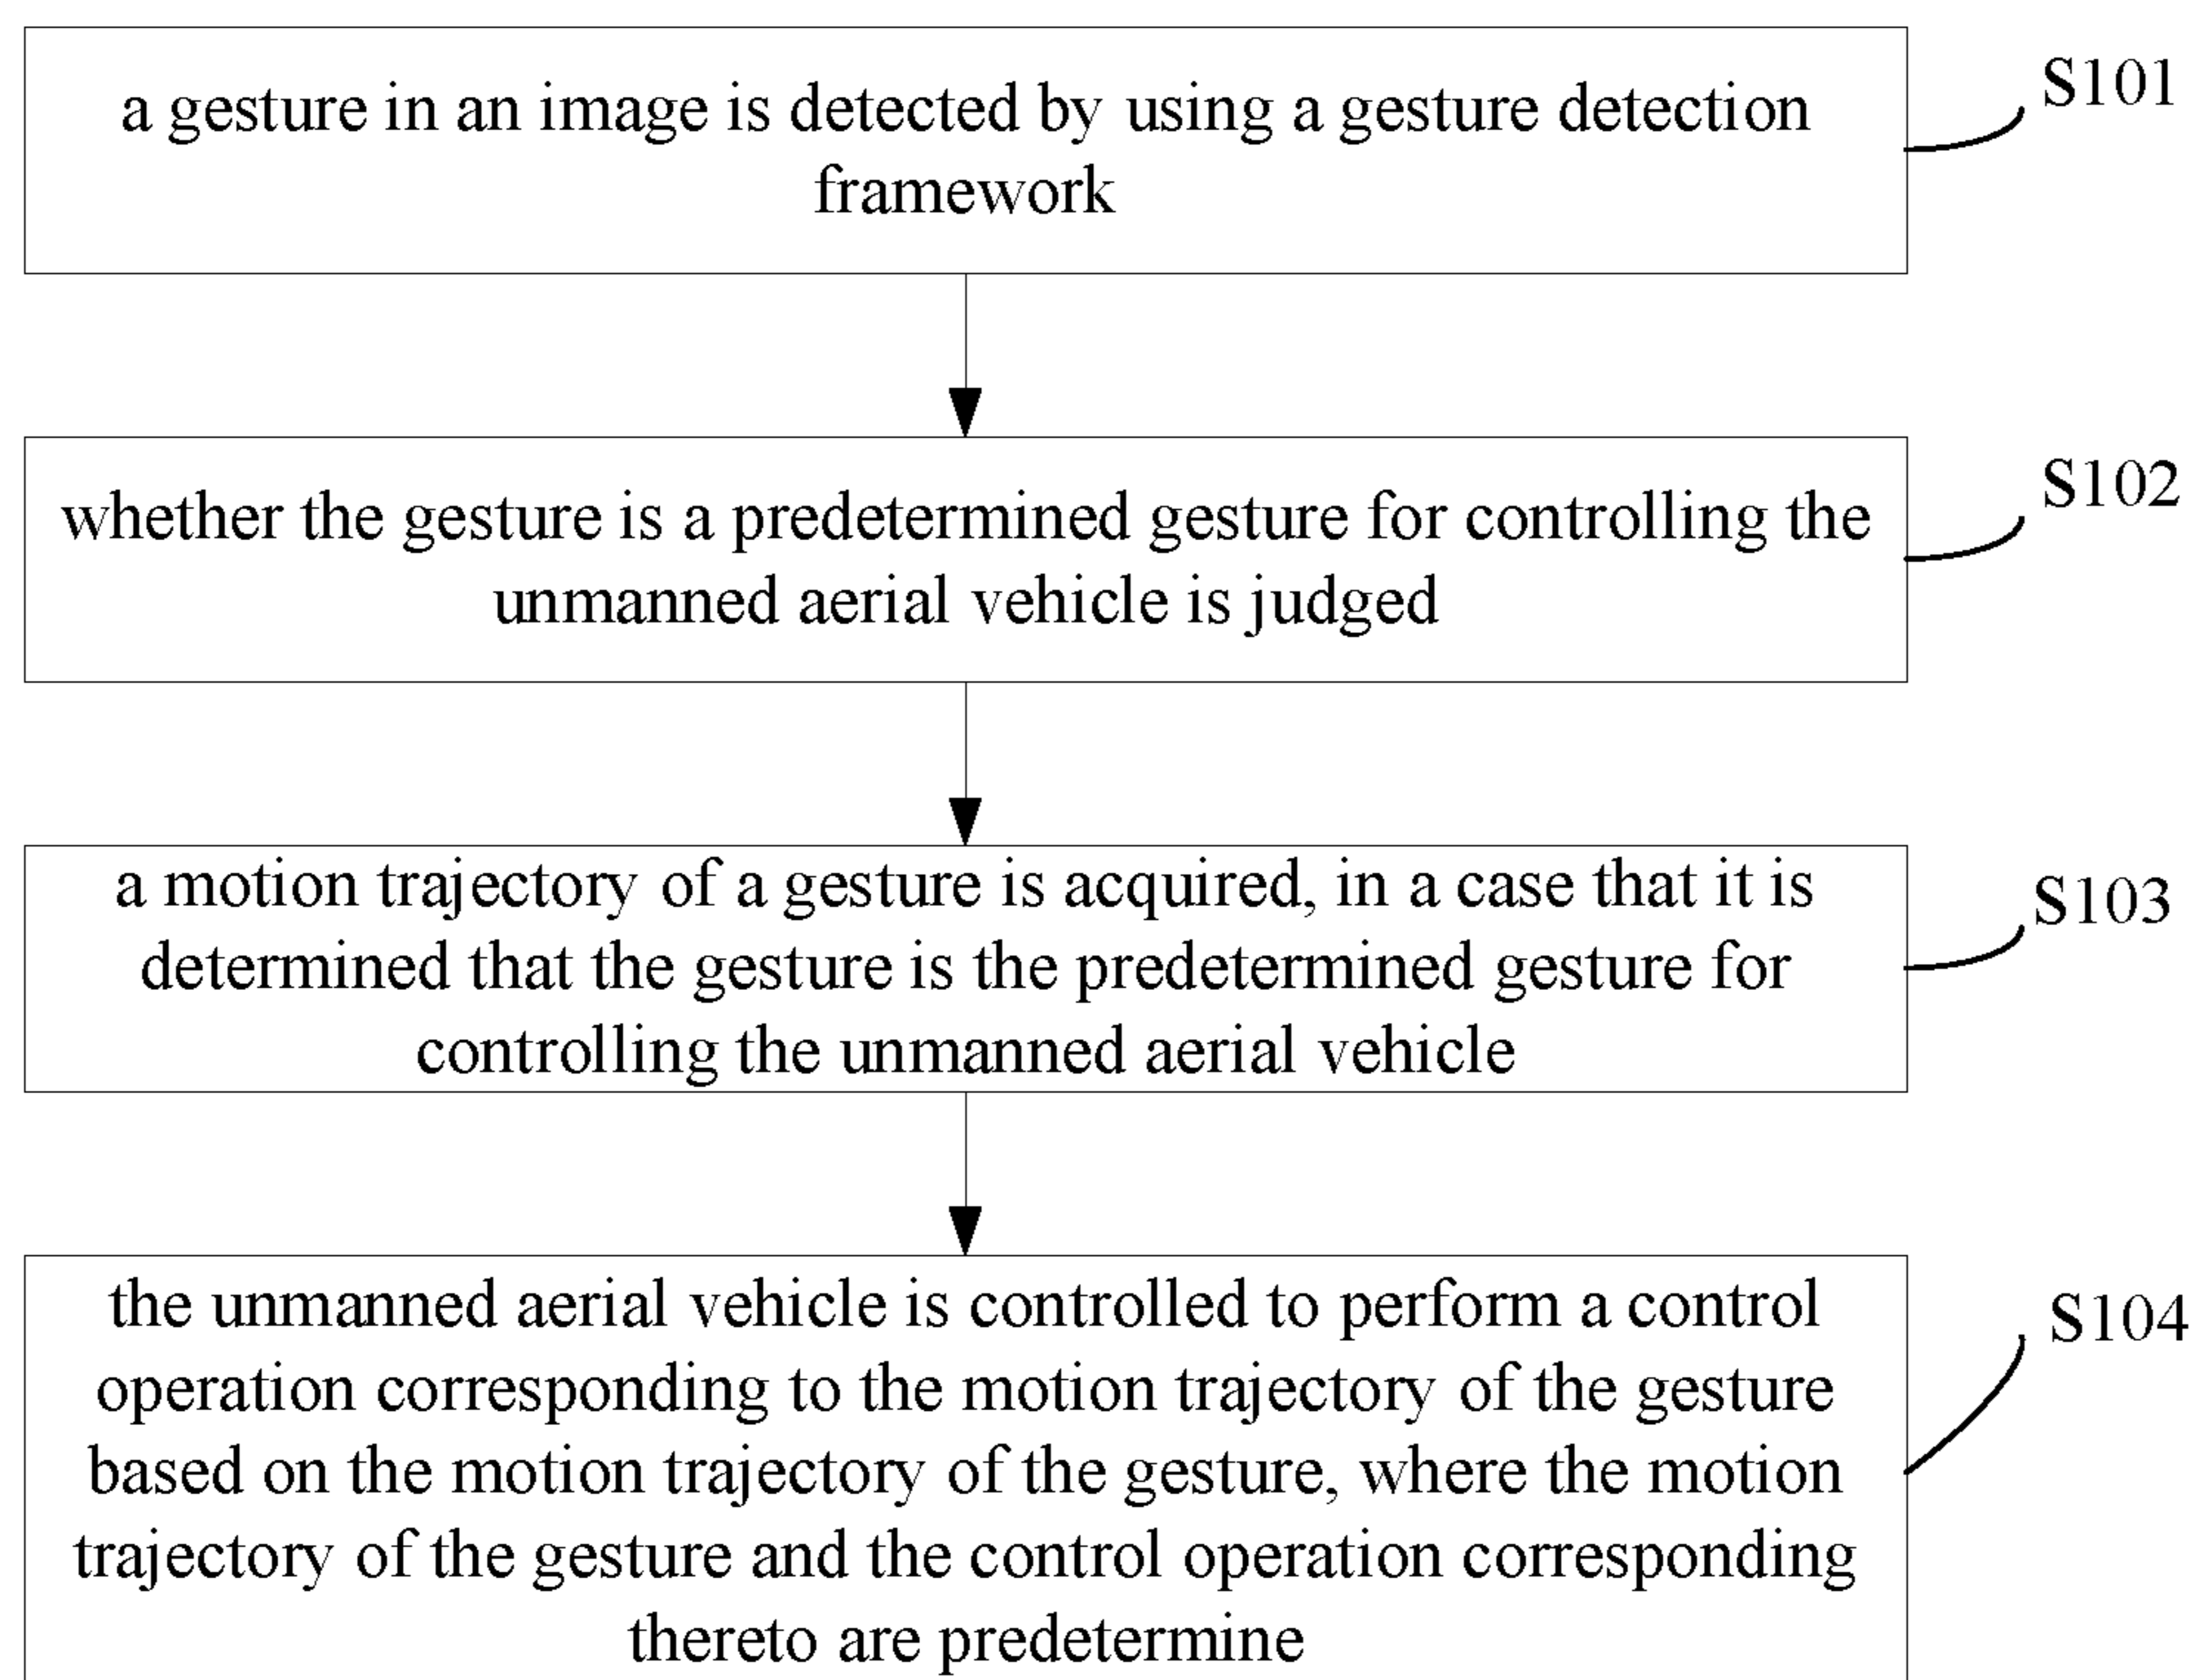 a gesture in an image is detected by using a gesture detection
framework
S101
whether the gesture is a predetermined gesture for controlling the
unmanned aerial vehicle is judged
S102
a motion trajectory of a gesture is acquired, in a case that it is
determined that the gesture is the predetermined gesture for
controlling the unmanned aerial vehicle
S103
the unmanned aerial vehicle is controlled to perform a control
operation corresponding to the motion trajectory of the gesture
based on the motion trajectory of the gesture, where the motion
trajectory of the gesture and the control operation corresponding
thereto are predetermine
S104